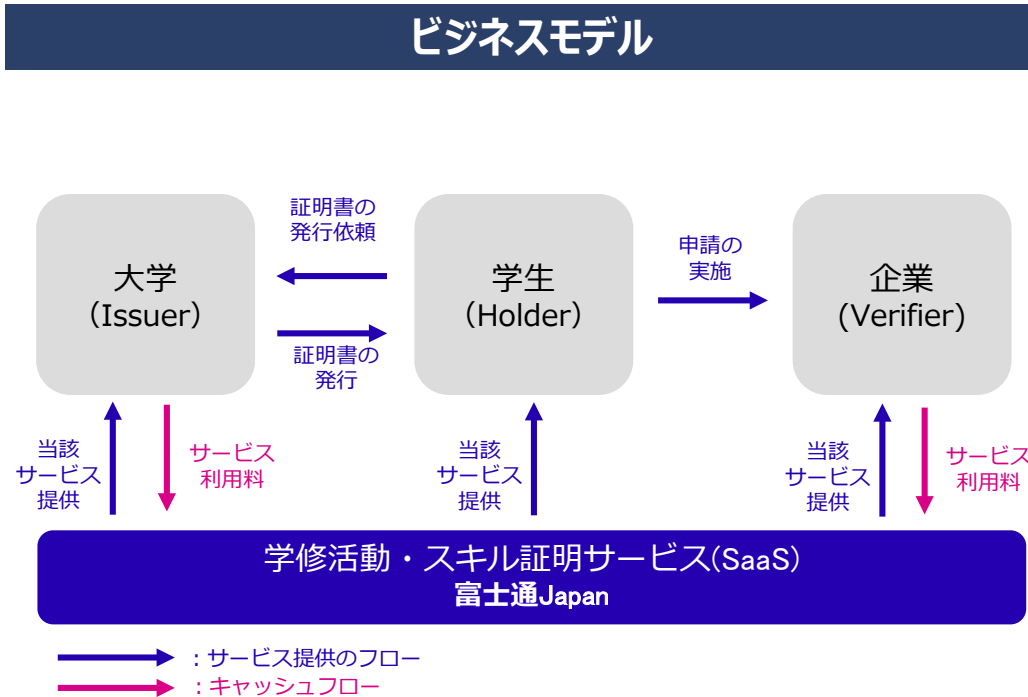 ビジネスモデル
証明書の
発行依頼
申請の
実施
大学
（Issuer）
学生
（Holder）
企業
(Verifier)
証明書の
発行
当該
サービス
提供
サービス
利用料
当該
サービス
提供
当該
サービス
提供
サービス
利用料
学修活動・スキル証明サービス(SaaS)
富士通Japan
：サービス提供のフロー
：キャッシュフロー